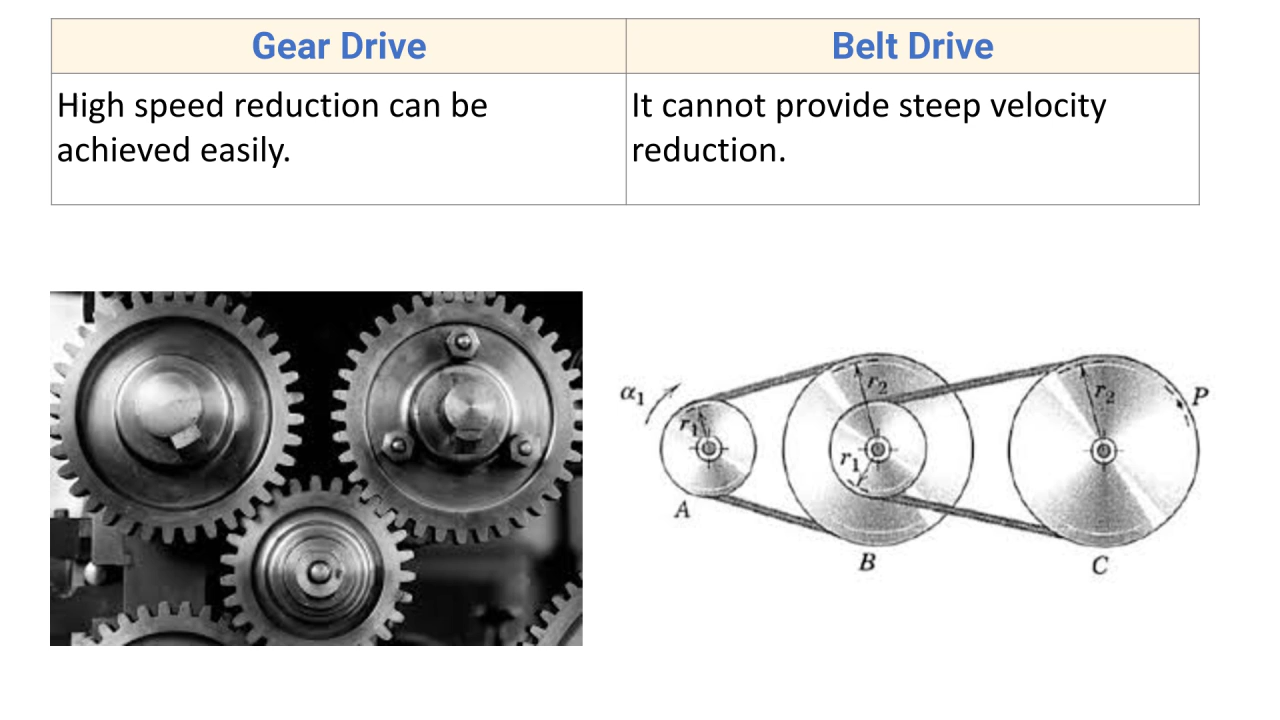 Gear Drive
Belt Drive
High speed reduction can be
achieved easily.
It cannot provide steep velocity
reduction.
α₁
r₁
A
r₂
r₁
B
r₂
P
C